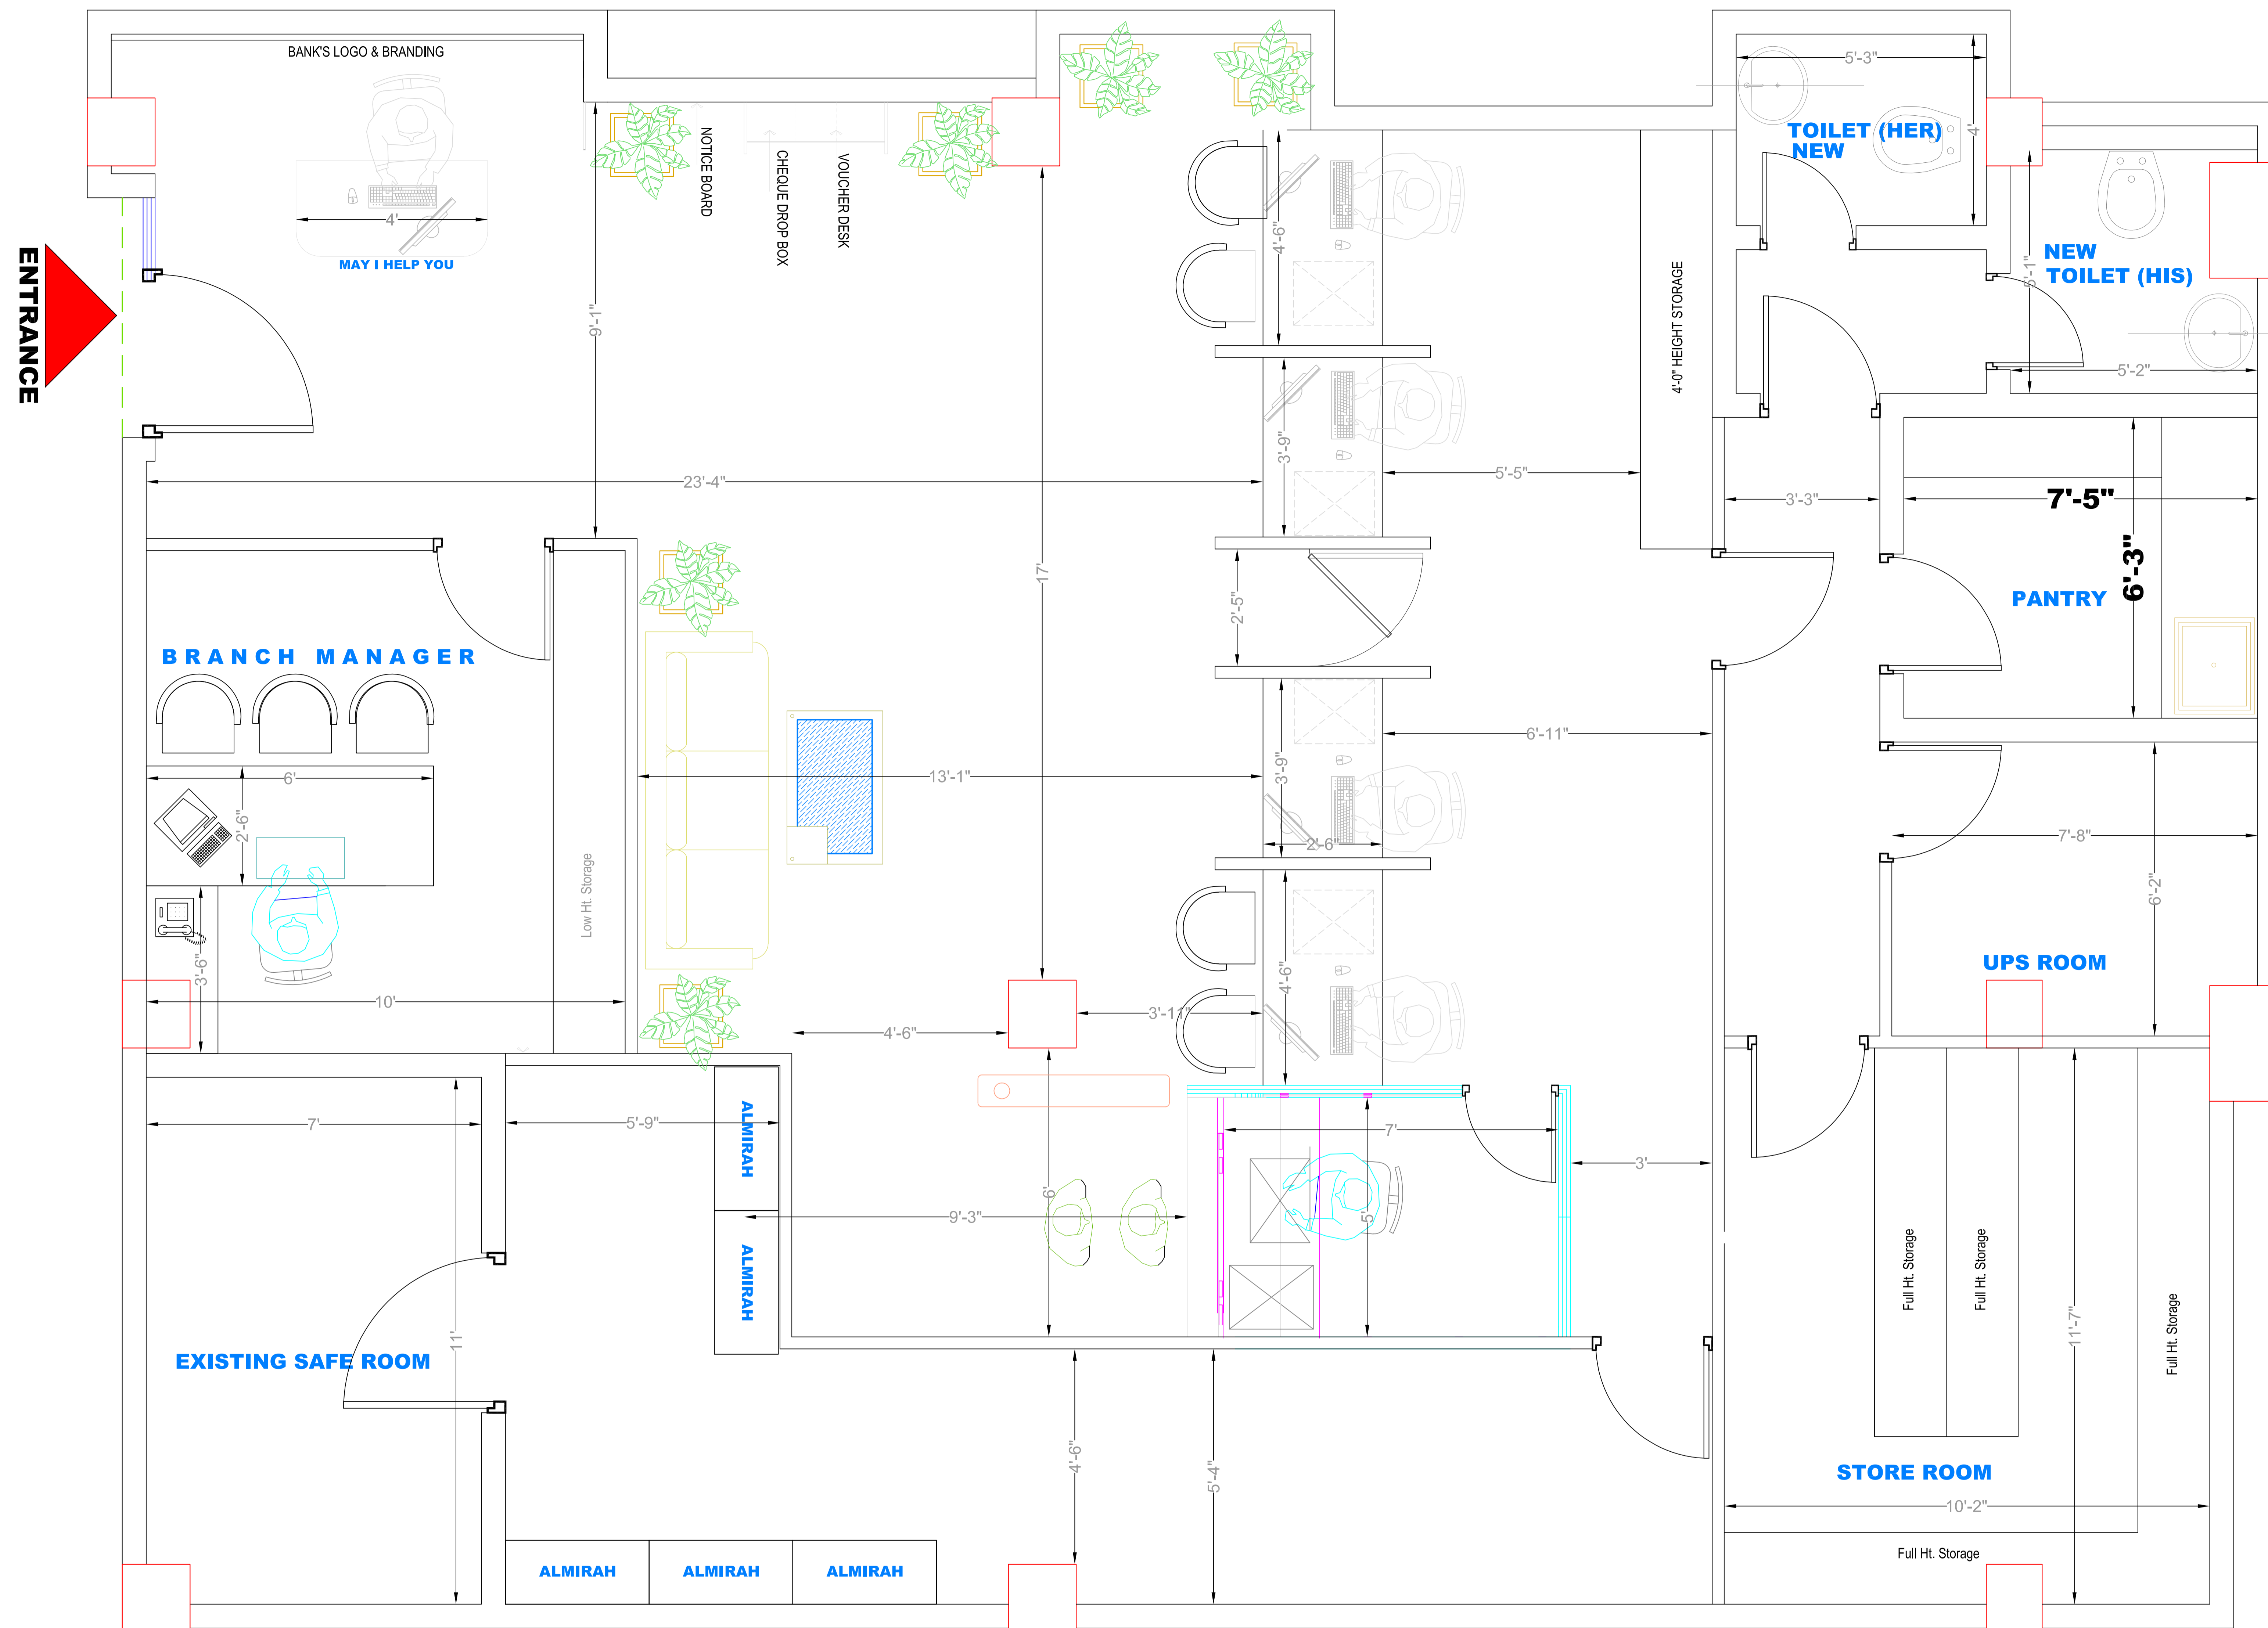 BANK'S LOGO & BRANDING
5'-3"
4'
TOILET (HER)
NEW
NOTICE BOARD
CHEQUE DROP BOX
VOUCHER DESK
4'
MAY I HELP YOU
4'-6"
NEW
TOILET (HIS)
5'-1"
ENTRANCE
9'-1"
4'-0" HEIGHT STORAGE
5'-2"
3'-9"
23'-4"
5'-5"
3'-3"
7'-5"
6'-3"
17'
2'-5"
PANTRY
BRANCH MANAGER
6'-11"
6'
13'-1"
3'-9"
2'-6"
2'-6"
7'-8"
Low Ht. Storage
6'-2"
3'-6"
UPS ROOM
4'-6"
10'
4'-6"
3'-11"
7'
5'-9"
ALMIRAH
7'
3'
6'
9'-3"
5'
ALMIRAH
Full Ht. Storage
Full Ht. Storage
Full Ht. Storage
11'-7"
11'
EXISTING SAFE ROOM
4'-6"
5'-4"
STORE ROOM
10'-2"
Full Ht. Storage
ALMIRAH
ALMIRAH
ALMIRAH